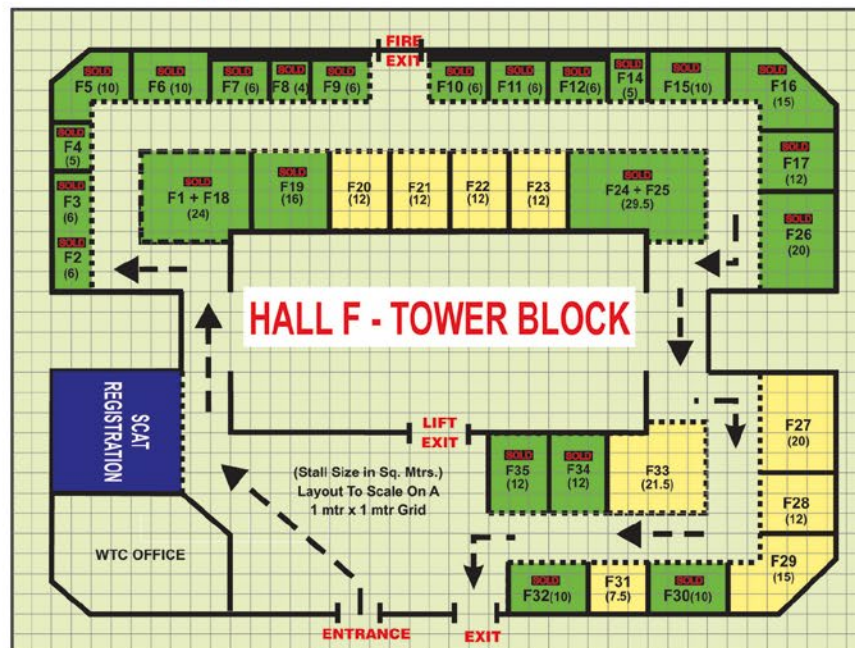 FIRE
EXIT
SOLD
F5 (10)
SOLD
F6 (10)
SOLD
F7 (6)
SOLD
F8 (4)
SOLD
F9 (6)
SOLD
F10 (6)
SOLD
F11 (6)
SOLD
F12(6)
SOLD
F14
(5)
SOLD
F15(10)
SOLD
F16
(15)
SOLD
F4
(5)
SOLD
F3
(6)
SOLD
F2
(6)
SOLD
F1 + F18
(24)
SOLD
F19
(16)
F20
(12)
F21
(12)
F22
(12)
F23
(12)
SOLD
F24 + F25
(29.5)
SOLD
F17
(12)
SOLD
F26
(20)
HALL F - TOWER BLOCK
SCAT
REGISTRATION
LIFT
EXIT
(Stall Size in Sq. Mtrs.)
Layout To Scale On A
1 mtr x 1 mtr Grid
SOLD
F35
(12)
SOLD
F34
(12)
F33
(21.5)
F27
(20)
F28
(12)
F29
(15)
WTC OFFICE
SOLD
F32(10)
F31
(7.5)
SOLD
F30(10)
ENTRANCE
EXIT